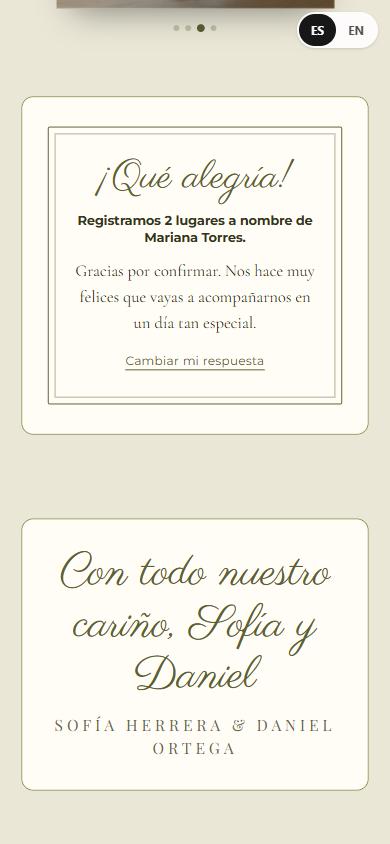 ES EN
¡Qué alegría!
Registramos 2 lugares a nombre de
Mariana Torres.
Gracias por confirmar. Nos hace muy
felices que vayas a acompañarnos en
un día tan especial.
Cambiar mi respuesta
Con todo nuestro
cariño, Sofía y
Daniel
SOFÍA HERRERA & DANIEL
ORTEGA